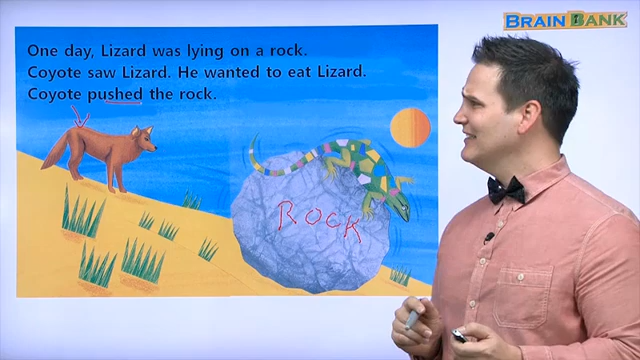 BRAIN BANK
One day, Lizard was lying on a rock.
Coyote saw Lizard. He wanted to eat Lizard.
Coyote pushed the rock.
ROCK